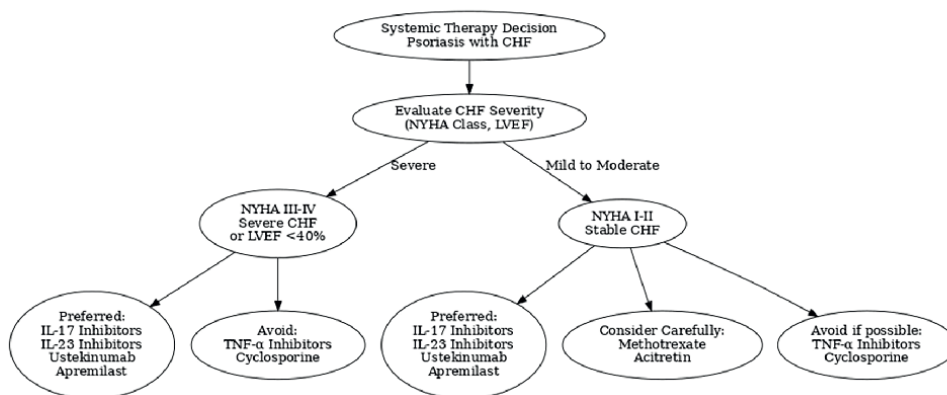 Systemic Therapy Decision
Psoriasis with CHF
Evaluate CHF Severity
(NYHA Class, LVEF)
Severe
Mild to Moderate
NYHA III-IV
Severe CHF
or LVEF <40%
NYHA I-II
Stable CHF
Preferred:
IL-17 Inhibitors
IL-23 Inhibitors
Ustekinumab
Apremilast
Avoid:
TNF-α Inhibitors
Cyclosporine
Preferred:
IL-17 Inhibitors
IL-23 Inhibitors
Ustekinumab
Apremilast
Consider Carefully:
Methotrexate
Acitretin
Avoid if possible:
TNF-α Inhibitors
Cyclosporine